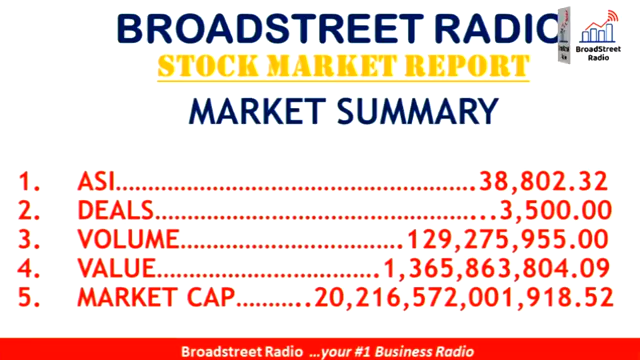 BROADSTREET RADIO
STOCK MARKET REPORT
BroadStreet
Radio
MARKET SUMMARY
1. ASI……………………………………………….38,802.32
2. DEALS…………………………………………...3,500.00
3. VOLUME…………………………….129,275,955.00
4. VALUE…………………………….1,365,863,804.09
5. MARKET CAP………..20,216,572,001,918.52
Broadstreet Radio …your #1 Business Radio